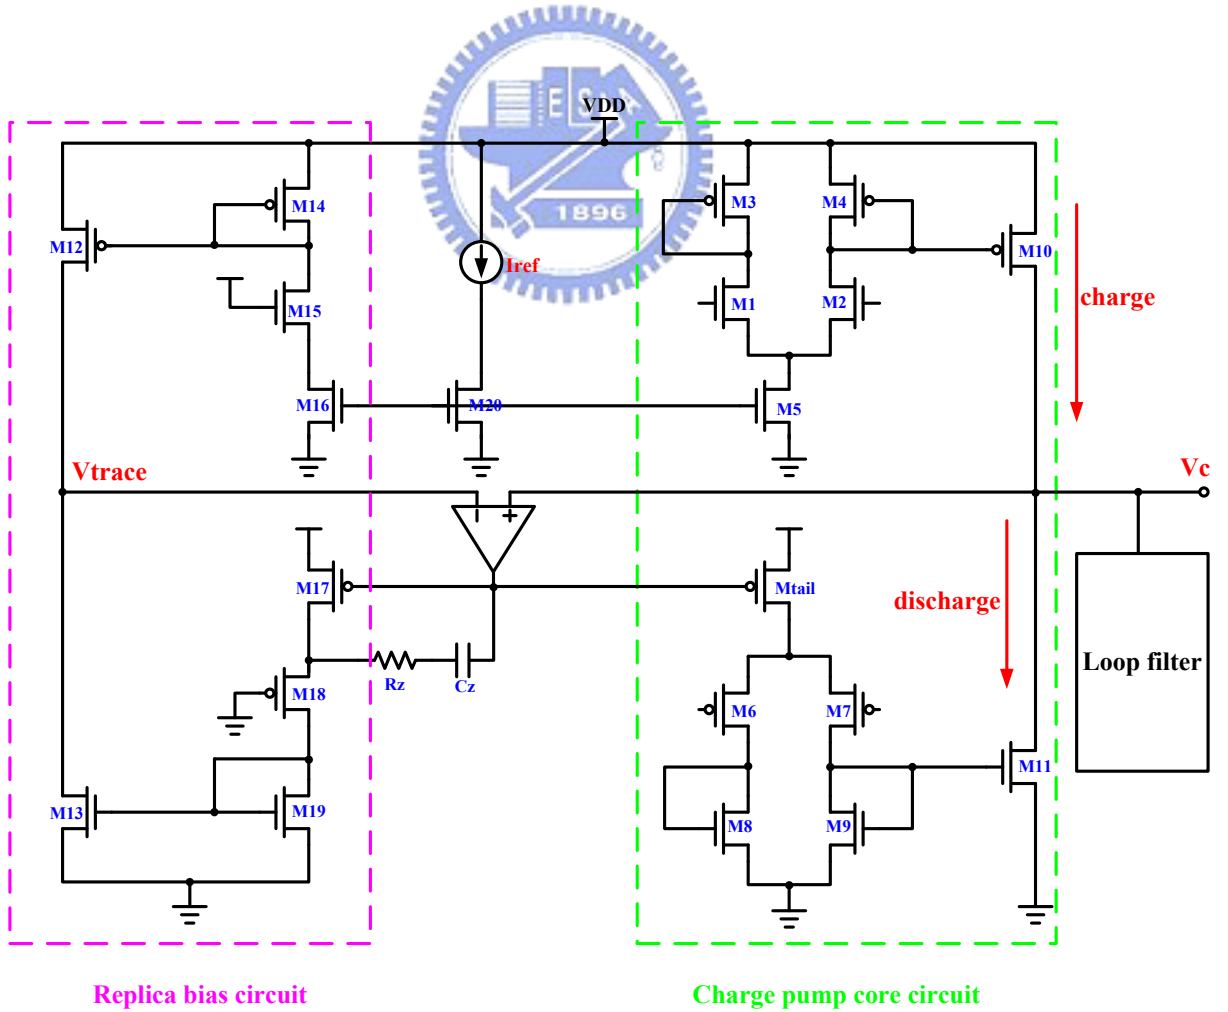 VDD
M14
M12
Iref
M15
M3
M4
M10
M1
M2
charge
M16
M20
M5
Vtrace
Vc
-
+
M17
Mtail
discharge
Loop filter
Rz
Cz
M18
M6
M7
M11
M13
M19
M8
M9
1896
Replica bias circuit
Charge pump core circuit